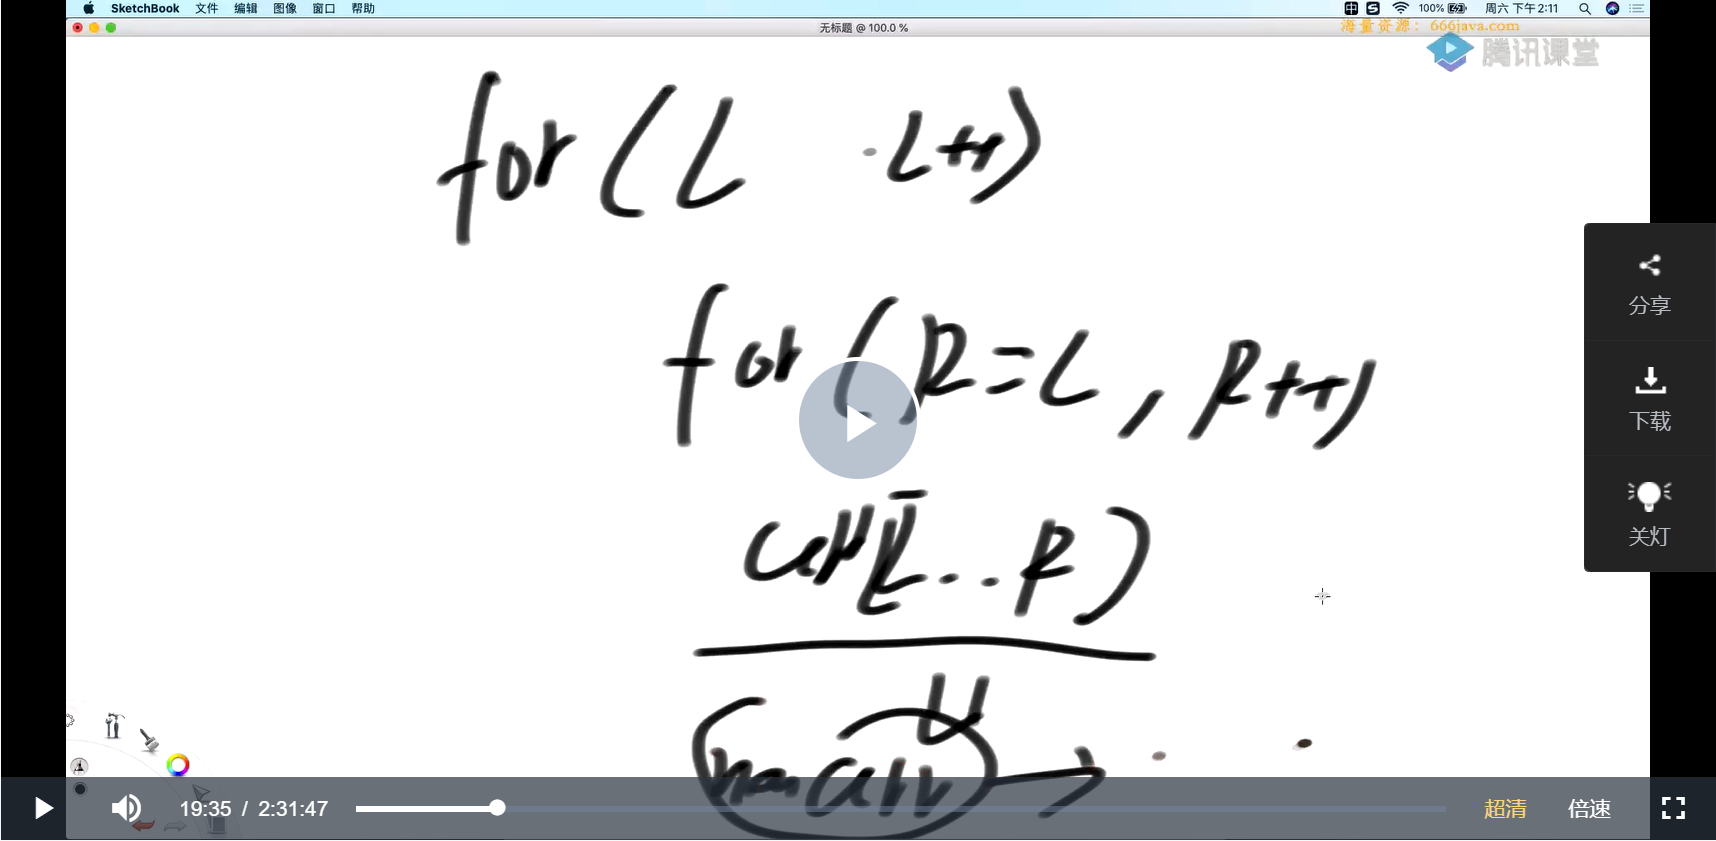 SketchBook 文件 编辑 图像 窗口 帮助 中 S 100% 周六 下午2:11
无标题 @ 100.0 %
海量资源：666java.com
腾讯课堂
for ( L L++)
for ( R=L , R++)
分享
下载
arr[L..R)
关灯
19:35 / 2:31:47 超清 倍速